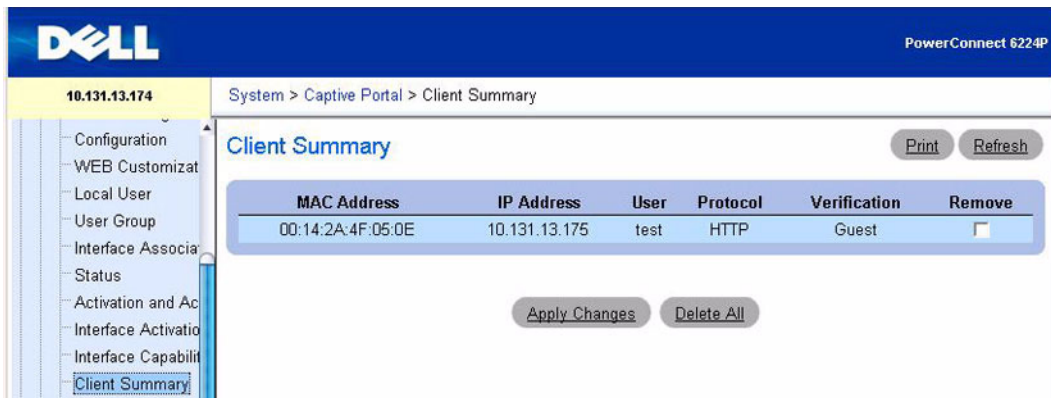 DELL
PowerConnect 6224P
10.131.13.174
System > Captive Portal > Client Summary
Configuration
WEB Customizat
Local User
User Group
Interface Associa
Status
Activation and Ac
Interface Activatio
Interface Capabilit
Client Summary
Client Summary
Print
Refresh
MAC Address IP Address User Protocol Verification Remove
00:14:2A:4F:05:0E 10.131.13.175 test HTTP Guest
Apply Changes
Delete All